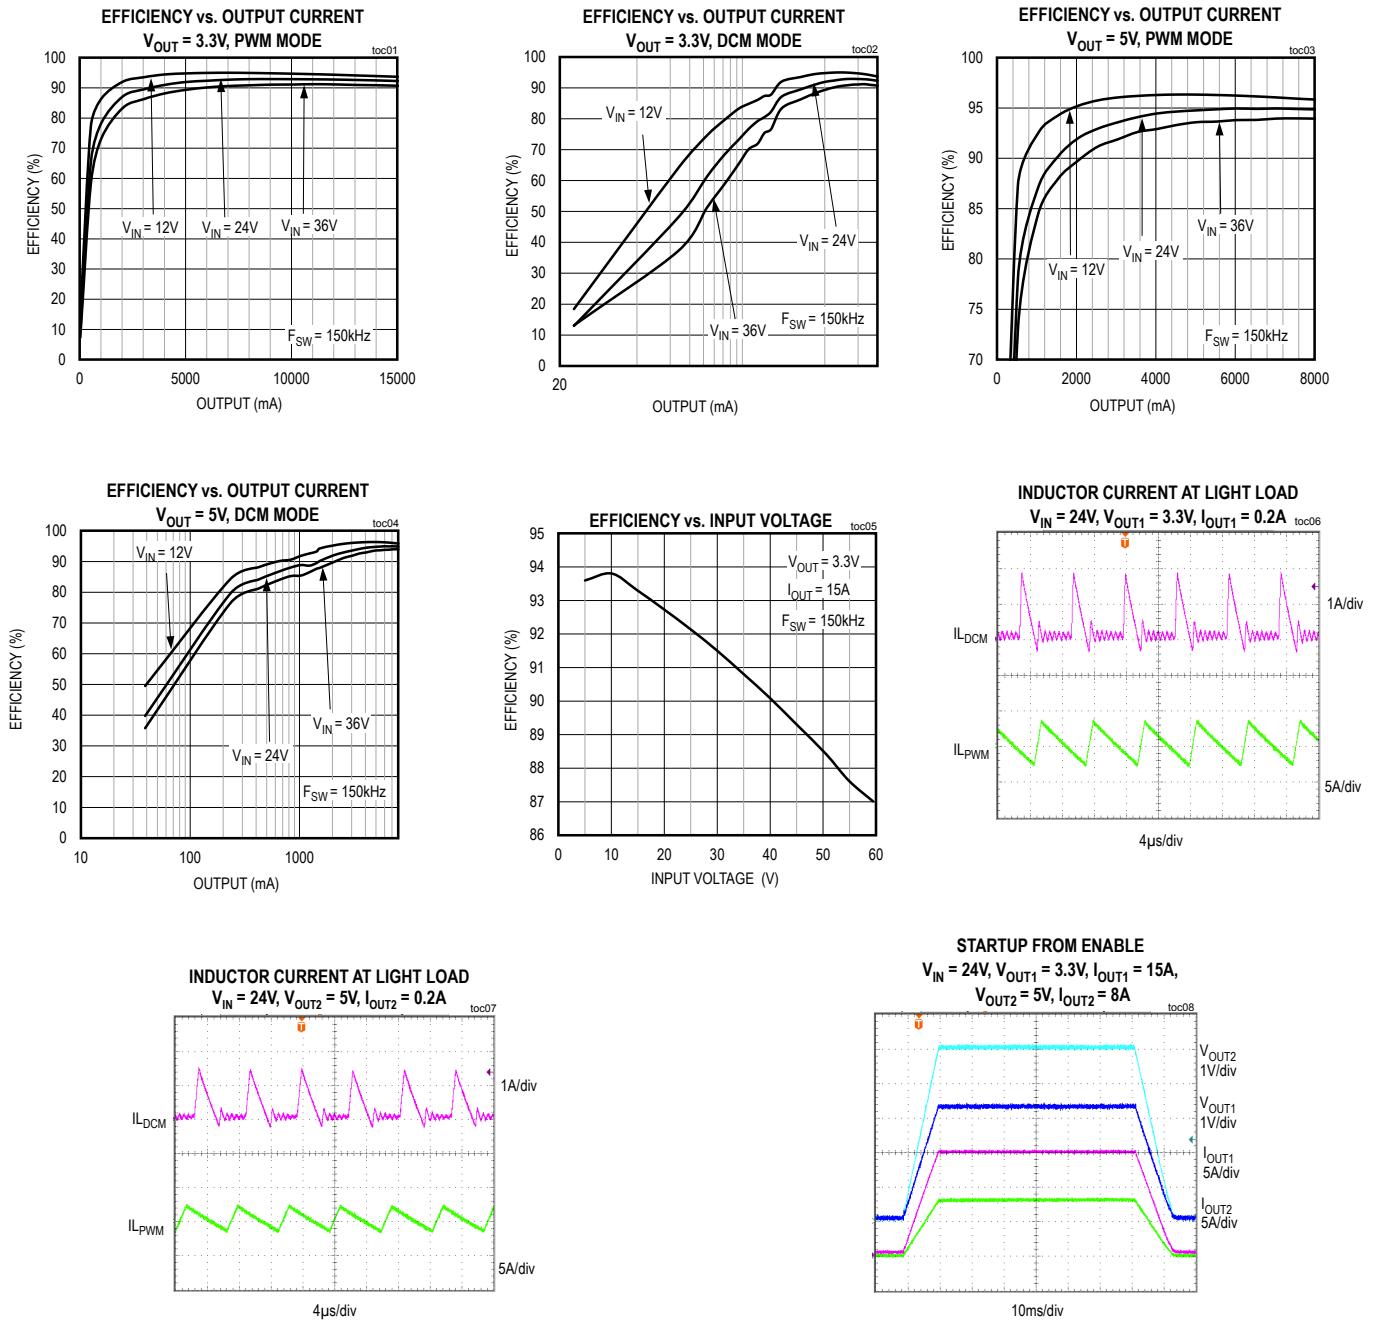 EFFICIENCY vs. OUTPUT CURRENT
VOUT = 3.3V, PWM MODE
toc01
EFFICIENCY (%)
100
90
80
70
60
50
40
30
20
10
0
VIN = 12V
VIN = 24V
VIN = 36V
FSW = 150kHz
0
5000
10000
15000
OUTPUT (mA)
EFFICIENCY vs. OUTPUT CURRENT
VOUT = 3.3V, DCM MODE
toc02
EFFICIENCY (%)
100
90
80
70
60
50
40
30
20
10
0
VIN = 12V
VIN = 24V
VIN = 36V
FSW = 150kHz
20
OUTPUT (mA)
EFFICIENCY vs. OUTPUT CURRENT
VOUT = 5V, PWM MODE
toc03
EFFICIENCY (%)
100
95
90
85
80
75
70
VIN = 36V
VIN = 24V
VIN = 12V
FSW = 150kHz
0
2000
4000
6000
8000
OUTPUT (mA)
EFFICIENCY vs. OUTPUT CURRENT
VOUT = 5V, DCM MODE
toc04
EFFICIENCY (%)
100
90
80
70
60
50
40
30
20
10
0
VIN = 12V
VIN = 36V
VIN = 24V
FSW = 150kHz
10
100
1000
OUTPUT (mA)
EFFICIENCY vs. INPUT VOLTAGE
toc05
EFFICIENCY (%)
95
94
93
92
91
90
89
88
87
86
VOUT = 3.3V
IOUT = 15A
FSW = 150kHz
0
10
20
30
40
50
60
INPUT VOLTAGE (V)
INDUCTOR CURRENT AT LIGHT LOAD
VIN = 24V, VOUT1 = 3.3V, IOUT1 = 0.2A
toc06
T
1A/div
ILDCM
ILPWM
5A/div
4µs/div
INDUCTOR CURRENT AT LIGHT LOAD
VIN = 24V, VOUT2 = 5V, IOUT2 = 0.2A
toc07
T
1A/div
ILDCM
ILPWM
5A/div
4µs/div
STARTUP FROM ENABLE
VIN = 24V, VOUT1 = 3.3V, IOUT1 = 15A,
VOUT2 = 5V, IOUT2 = 8A
toc08
T
VOUT2
1V/div
VOUT1
1V/div
IOUT1
5A/div
IOUT2
5A/div
10ms/div